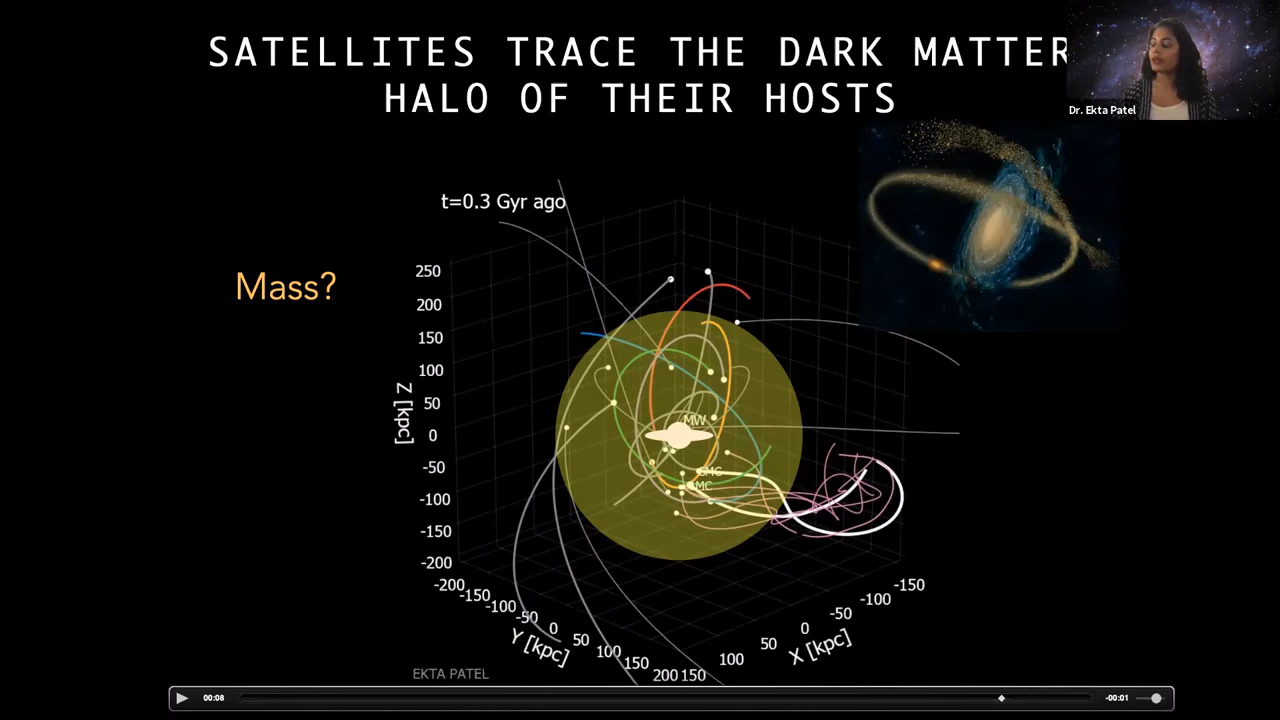 SATELLITES TRACE THE DARK MATTER
HALO OF THEIR HOSTS
Dr. Ekta Patel
t=0.3 Gyr ago
Mass?
250
200
150
100
50
0
-50
-100
-150
-200
Z [kpc]
MW
SMC
LMC
-200
-150
-100
-50
0
50
100
150
200
Y [kpc]
150
100
50
0
-50
-100
-150
X [kpc]
EKTA PATEL
00:08
-00:01